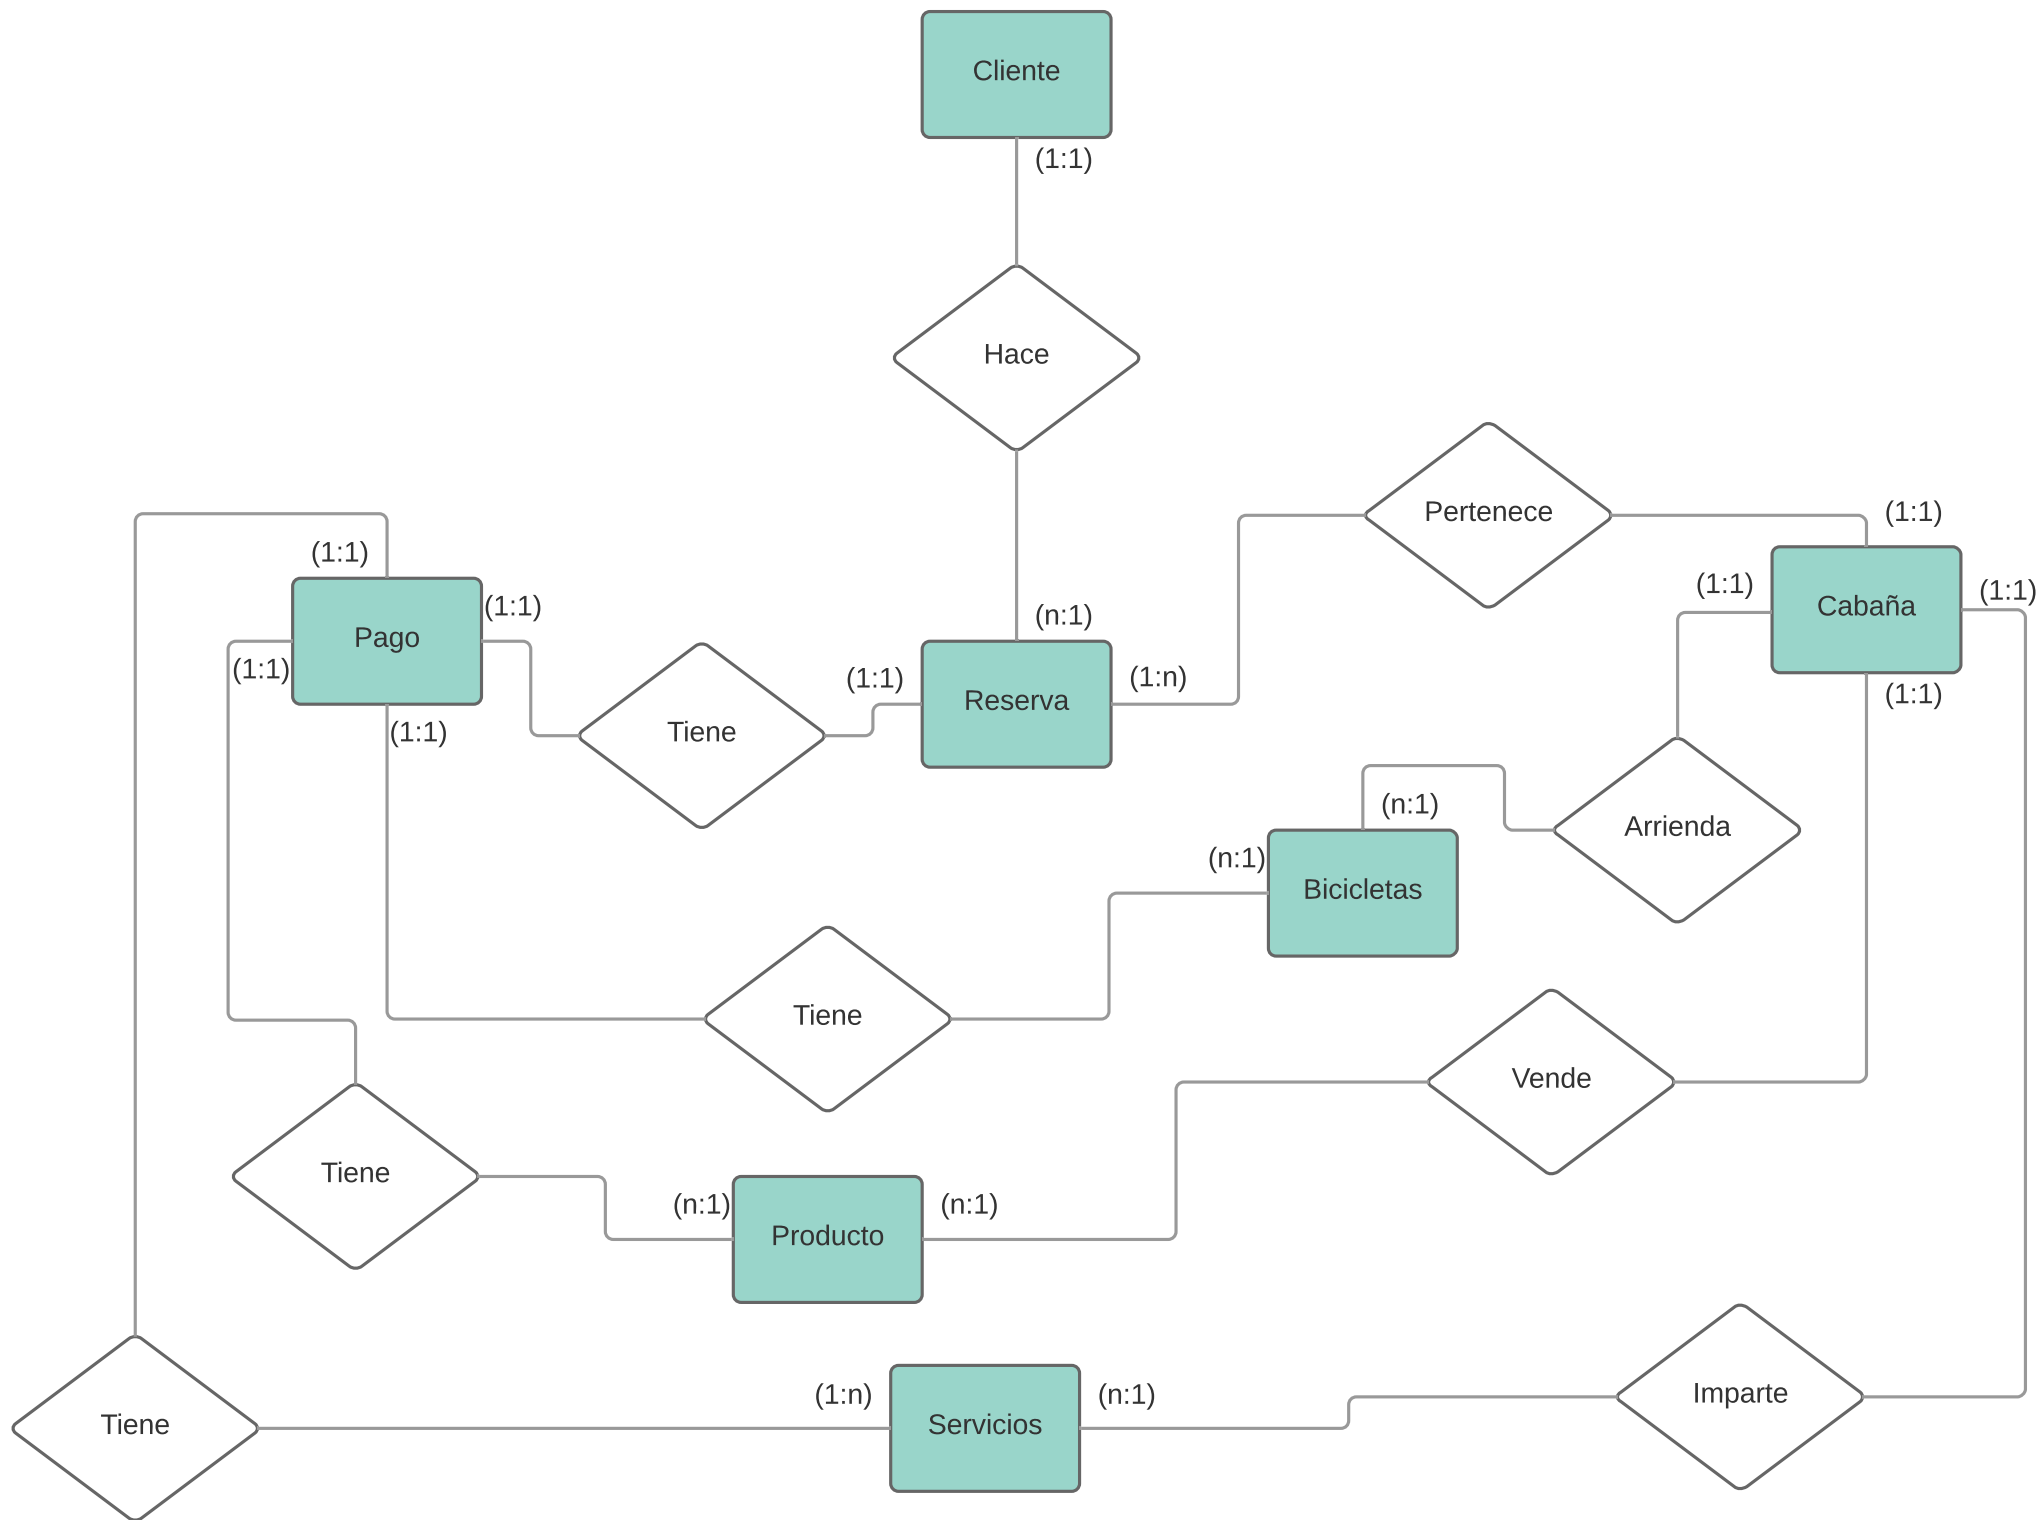 Cliente
(1:1)
Hace
Pertenece
(1:1)
(1:1)
(1:1)
(1:1)
(1:1)
Cabaña
(n:1)
Pago
(1:1)
(1:1)
(1:n)
(1:1)
Reserva
(1:1)
Tiene
(n:1)
Arrienda
(n:1)
Bicicletas
Tiene
Vende
Tiene
(n:1)
(n:1)
Producto
(1:n)
(n:1)
Imparte
Tiene
Servicios